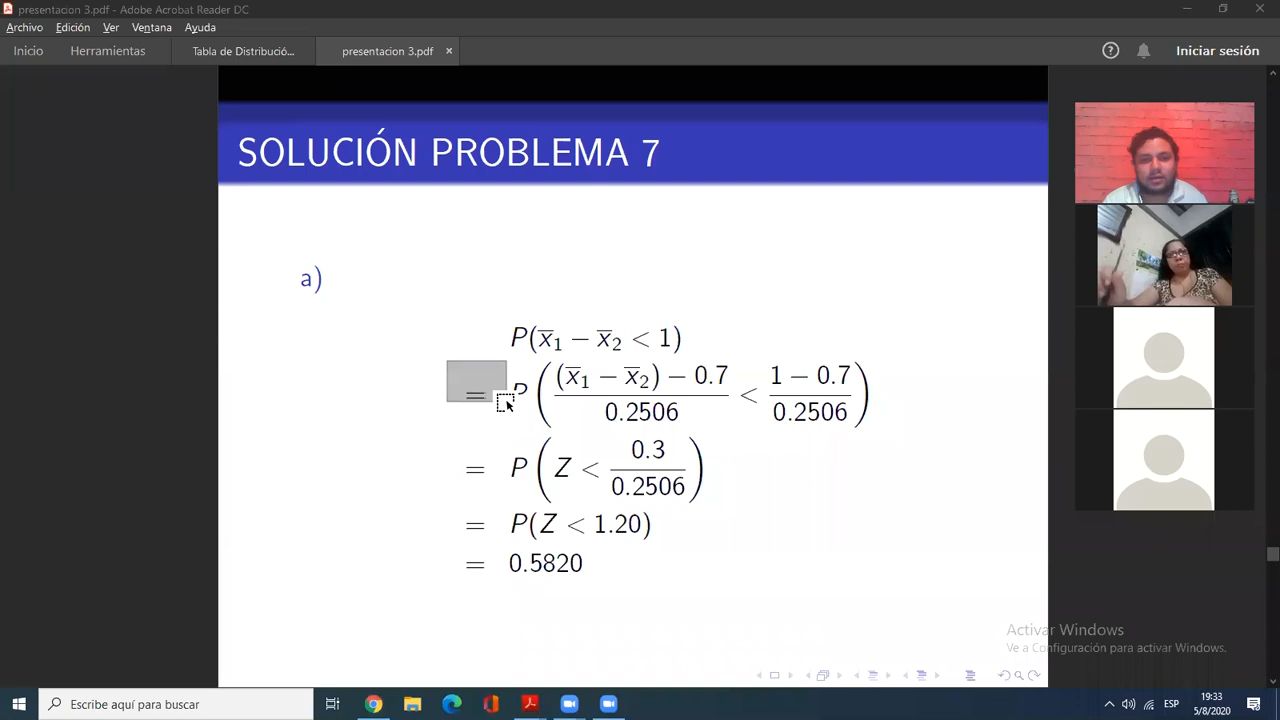 presentacion 3.pdf - Adobe Acrobat Reader DC
Archivo Edición Ver Ventana Ayuda
Inicio Herramientas Tabla de Distribució... presentacion 3.pdf × Iniciar sesión
SOLUCIÓN PROBLEMA 7
a)
P(x̅₁ − x̅₂ < 1)
= P( ((x̅₁ − x̅₂) − 0.7)/0.2506 < (1 − 0.7)/0.2506 )
= P( Z < 0.3/0.2506 )
= P(Z < 1.20)
= 0.5820
Activar Windows
Ve a Configuración para activar Windows.
Escribe aquí para buscar
ESP
19:33
5/8/2020